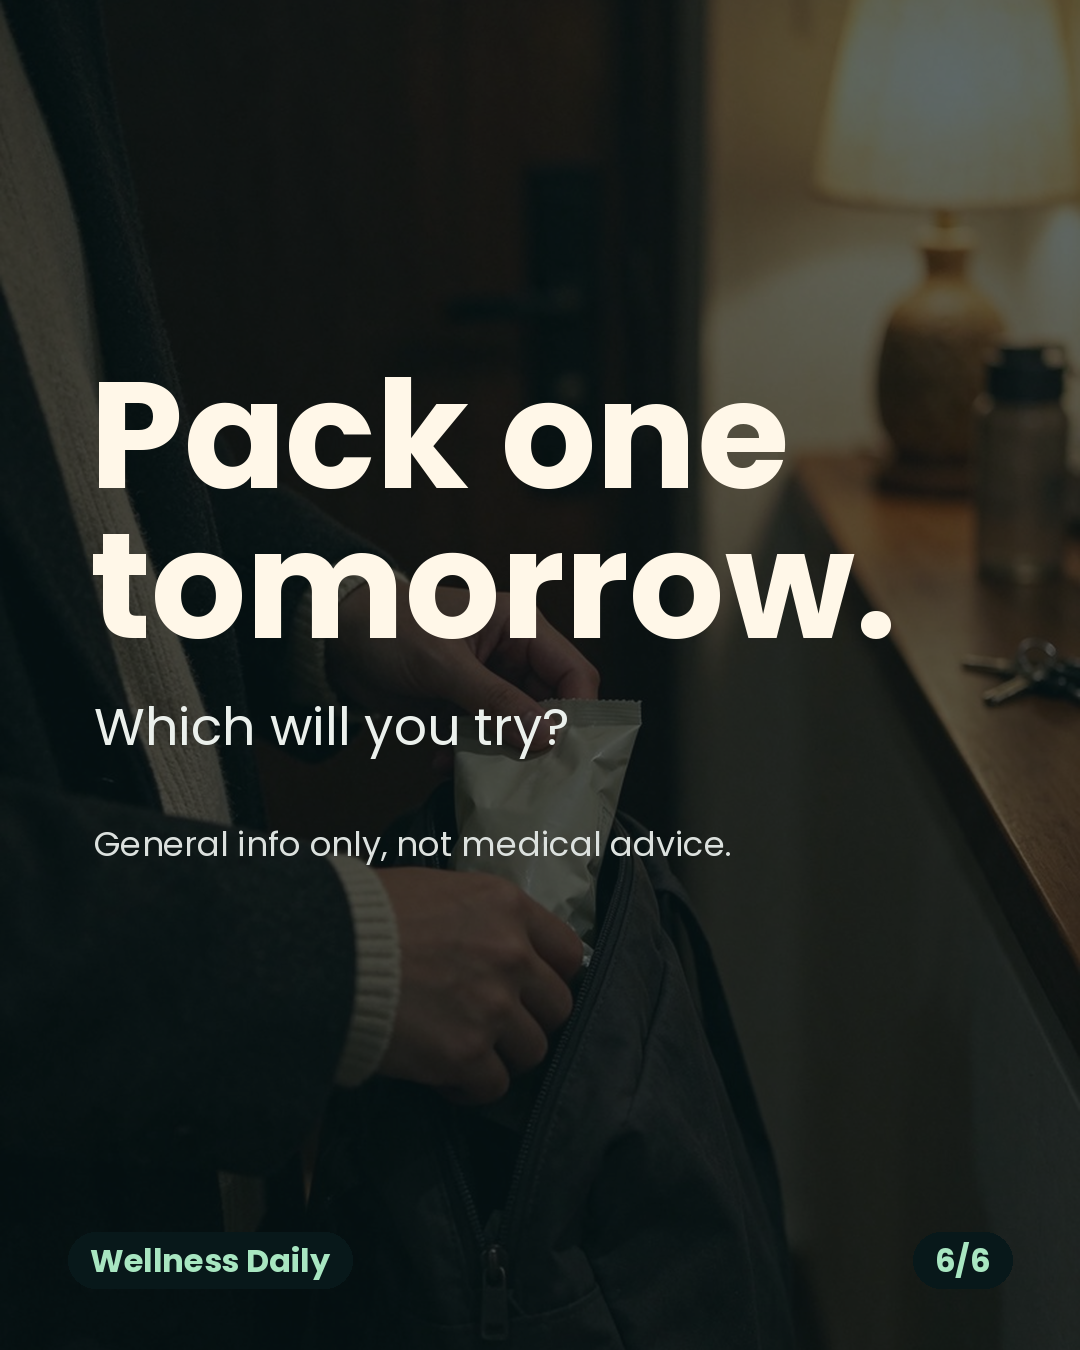 Pack one
tomorrow.
Which will you try?
General info only, not medical advice.
Wellness Daily
6/6